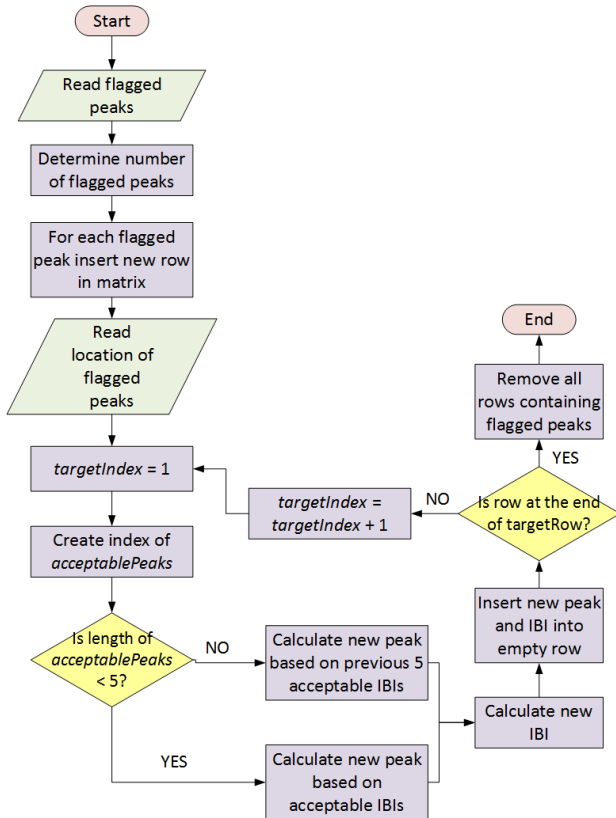 Start
Read flagged
peaks
Determine number
of flagged peaks
For each flagged
peak insert new row
in matrix
Read
location of
flagged
peaks
targetIndex = 1
Create index of
acceptablePeaks
Is length of
acceptablePeaks
< 5?
NO
YES
Calculate new peak
based on previous 5
acceptable IBIs
Calculate new peak
based on
acceptable IBIs
Calculate new
IBI
Insert new peak
and IBI into
empty row
Is row at the end
of targetRow?
NO
targetIndex =
targetIndex + 1
YES
Remove all
rows containing
flagged peaks
End